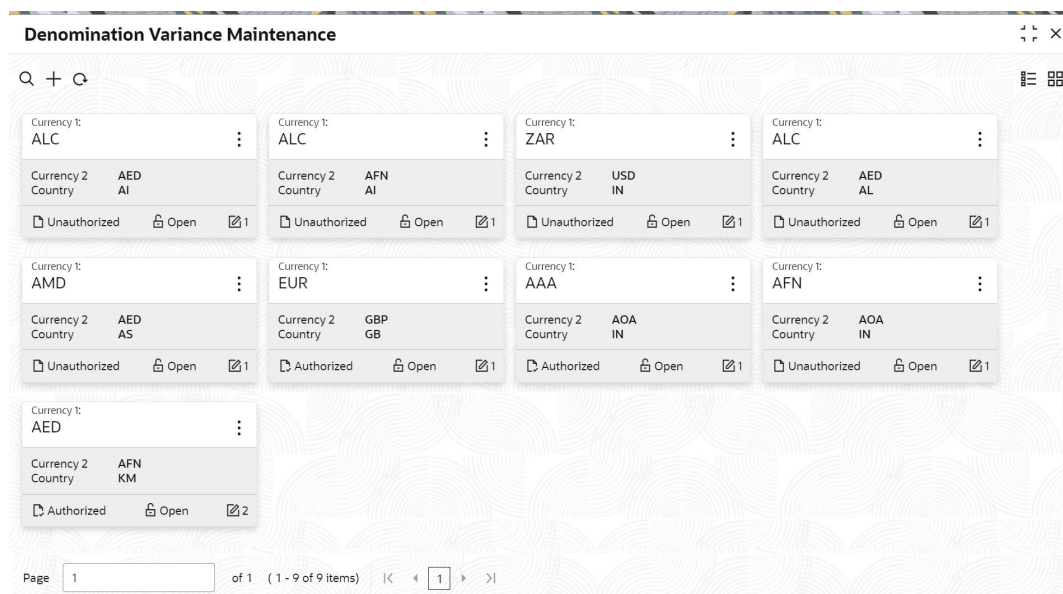 Denomination Variance Maintenance
Currency 1:
ALC
Currency 2 AED
Country AI
Unauthorized Open 1
Currency 1:
ALC
Currency 2 AFN
Country AI
Unauthorized Open 1
Currency 1:
ZAR
Currency 2 USD
Country IN
Unauthorized Open 1
Currency 1:
ALC
Currency 2 AED
Country AL
Unauthorized Open 1
Currency 1:
AMD
Currency 2 AED
Country AS
Unauthorized Open 1
Currency 1:
EUR
Currency 2 GBP
Country GB
Authorized Open 1
Currency 1:
AAA
Currency 2 AOA
Country IN
Authorized Open 1
Currency 1:
AFN
Currency 2 AOA
Country IN
Unauthorized Open 1
Currency 1:
AED
Currency 2 AFN
Country KM
Authorized Open 2
Page 1 of 1 ( 1 - 9 of 9 items) 1